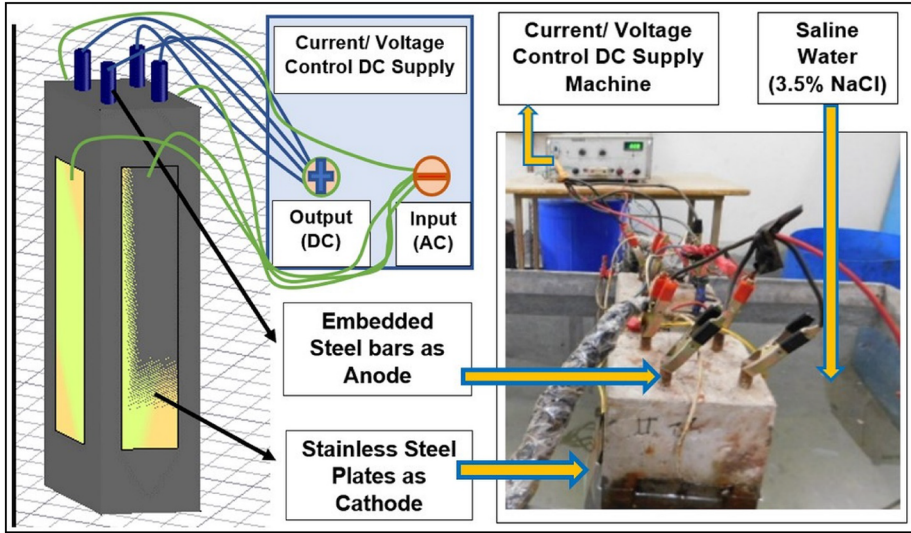 Current/ Voltage
Control DC Supply
Output
(DC)
Input
(AC)
Embedded
Steel bars as
Anode
Stainless Steel
Plates as
Cathode
Current/ Voltage
Control DC Supply
Machine
Saline
Water
(3.5% NaCl)
II